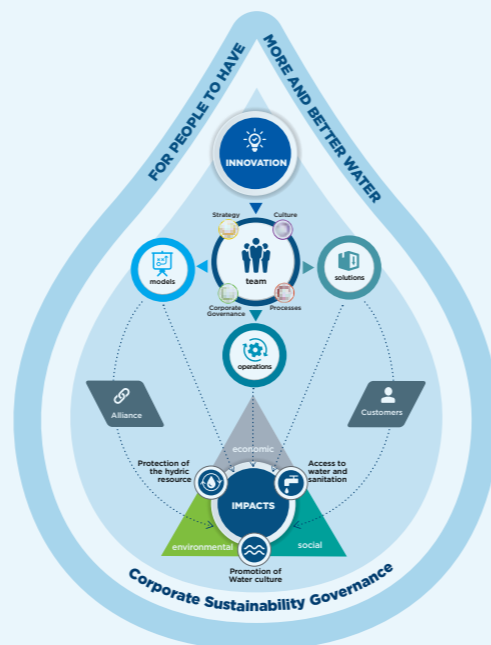 FOR PEOPLE TO HAVE
MORE AND BETTER WATER
INNOVATION
Strategy
Culture
models
team
solutions
Corporate
Governance
Processes
operations
Alliance
Customers
economic
Protection of
the hydric
resource
Access to
water and
sanitation
IMPACTS
environmental
social
Promotion of
Water culture
Corporate Sustainability Governance